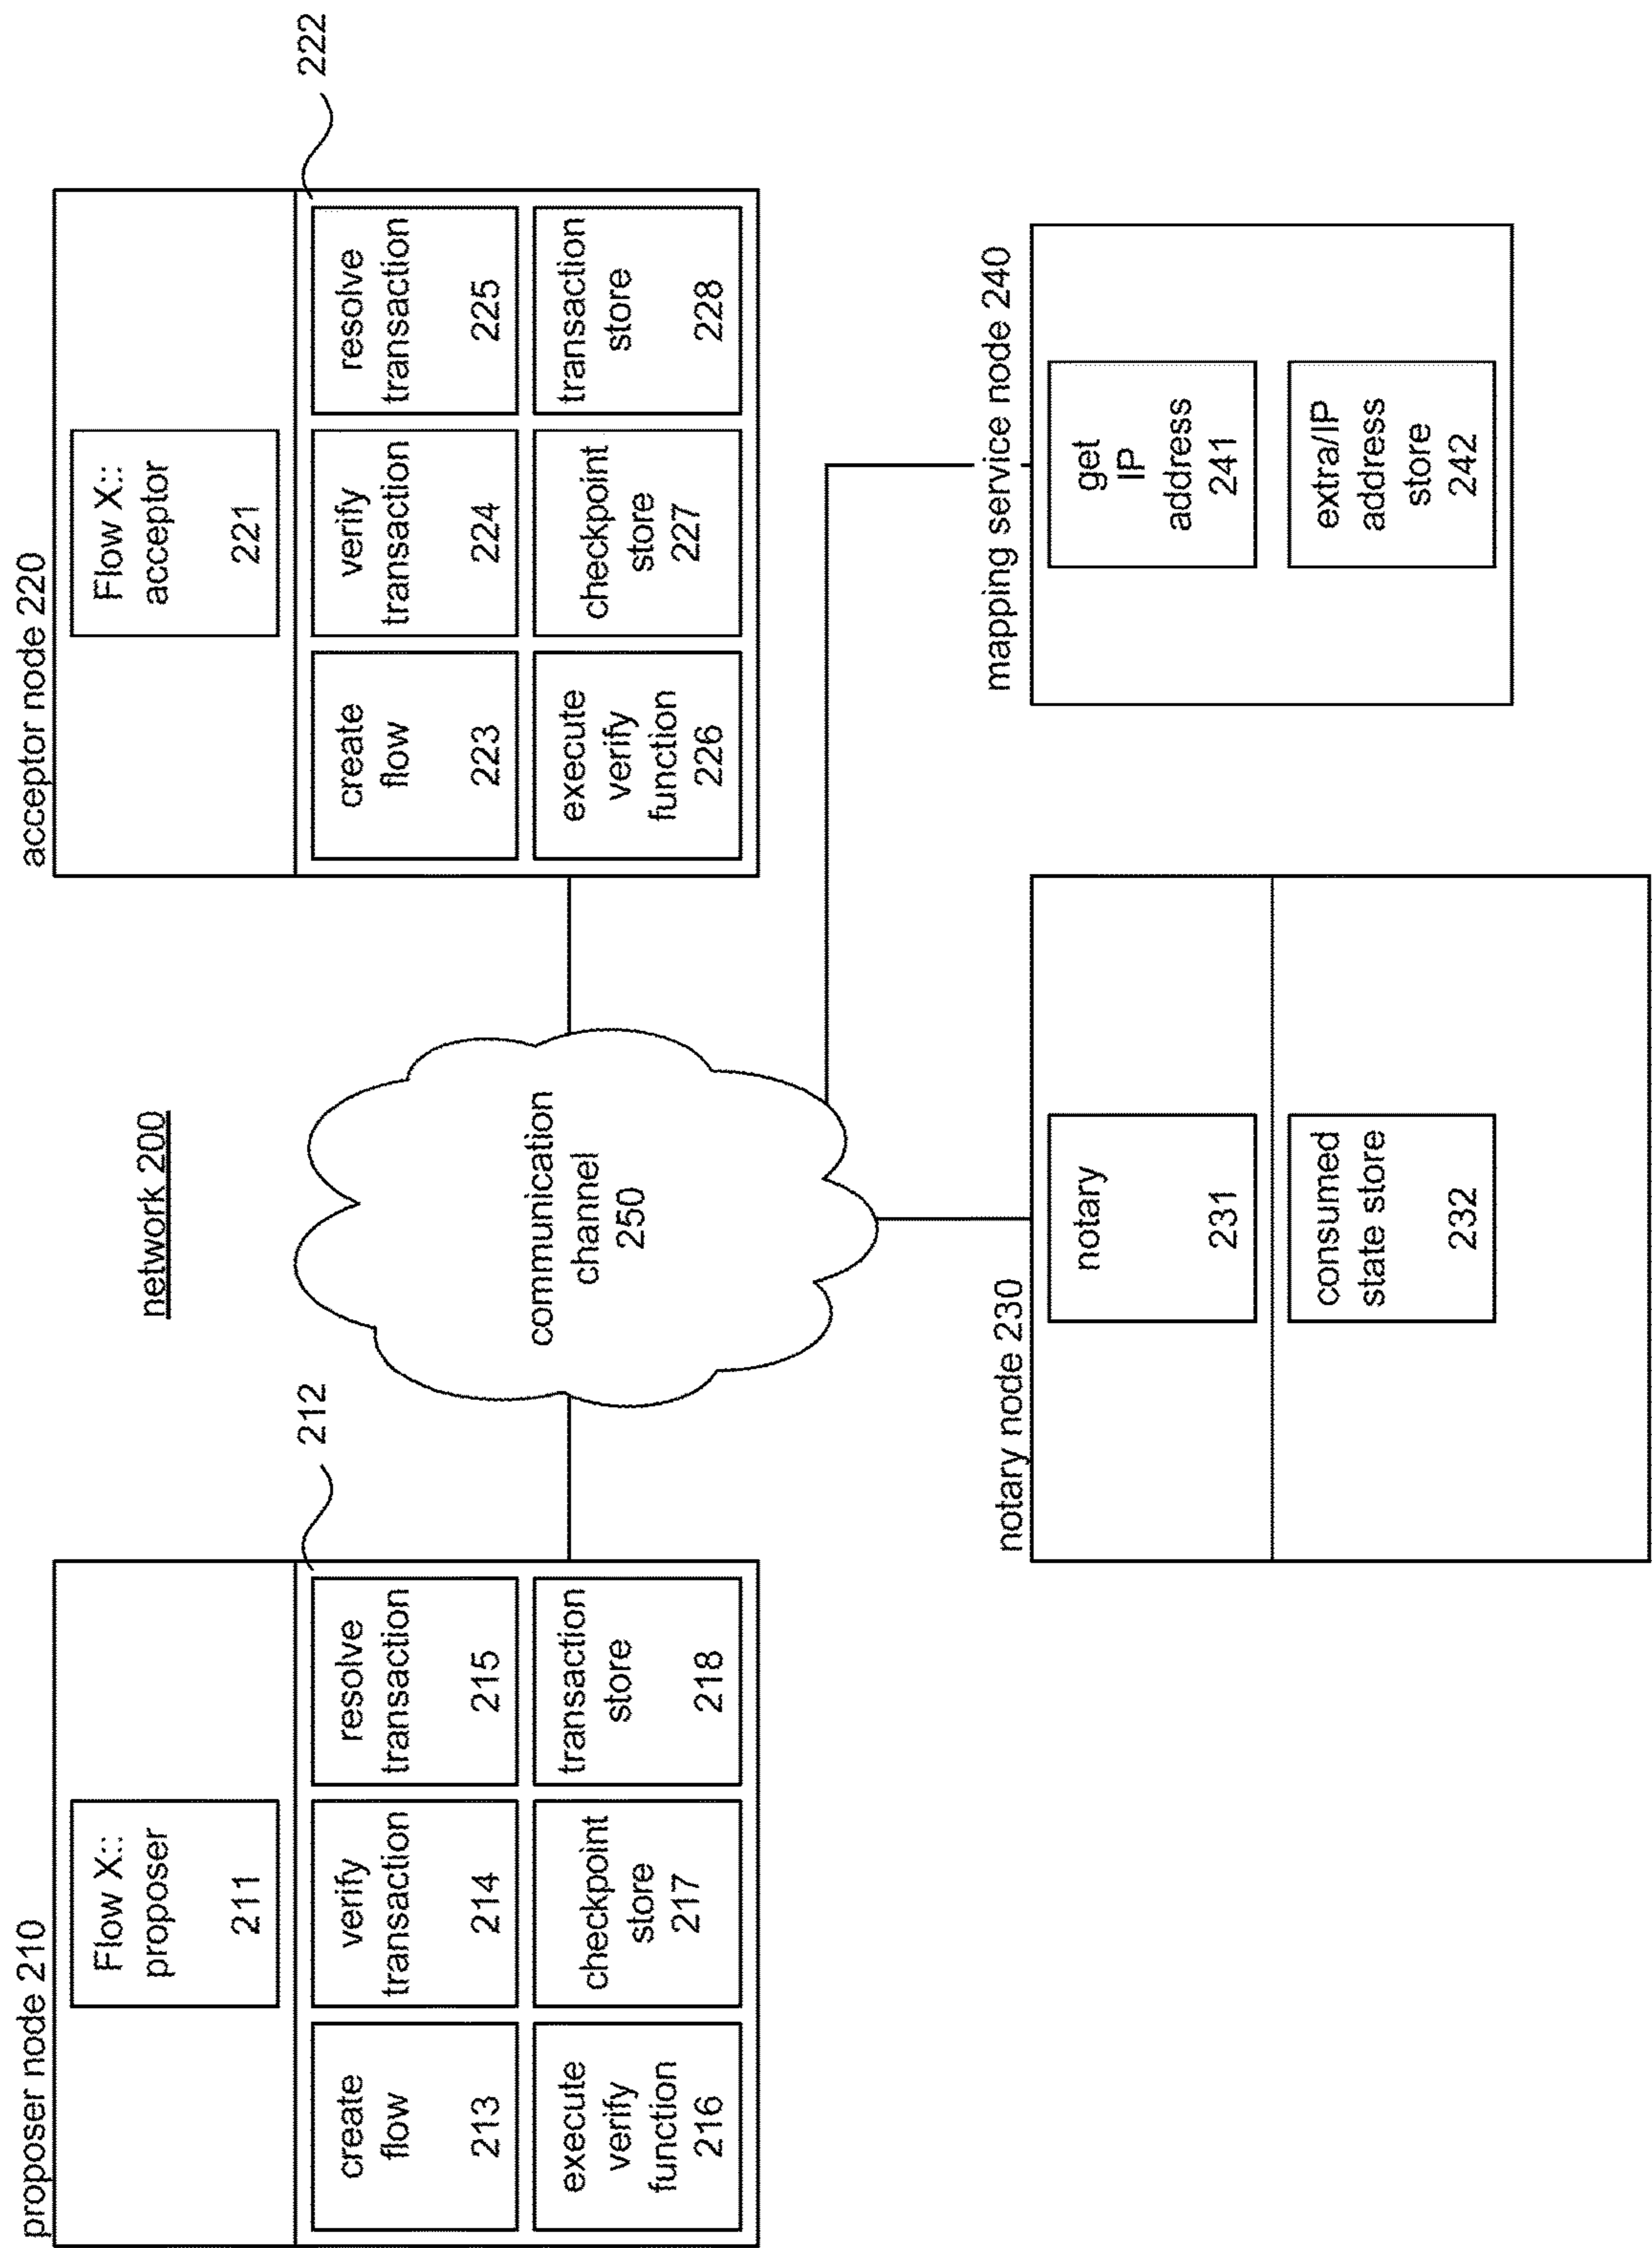 network 200
proposer node 210
Flow X::
proposer
211
212
create
flow
213
verify
transaction
214
resolve
transaction
215
execute
verify
function
216
checkpoint
store
217
transaction
store
218
communication
channel
250
acceptor node 220
Flow X::
acceptor
221
222
create
flow
223
verify
transaction
224
resolve
transaction
225
execute
verify
function
226
checkpoint
store
227
transaction
store
228
notary node 230
notary
231
consumed
state store
232
mapping service node 240
get
IP
address
241
extra/IP
address
store
242